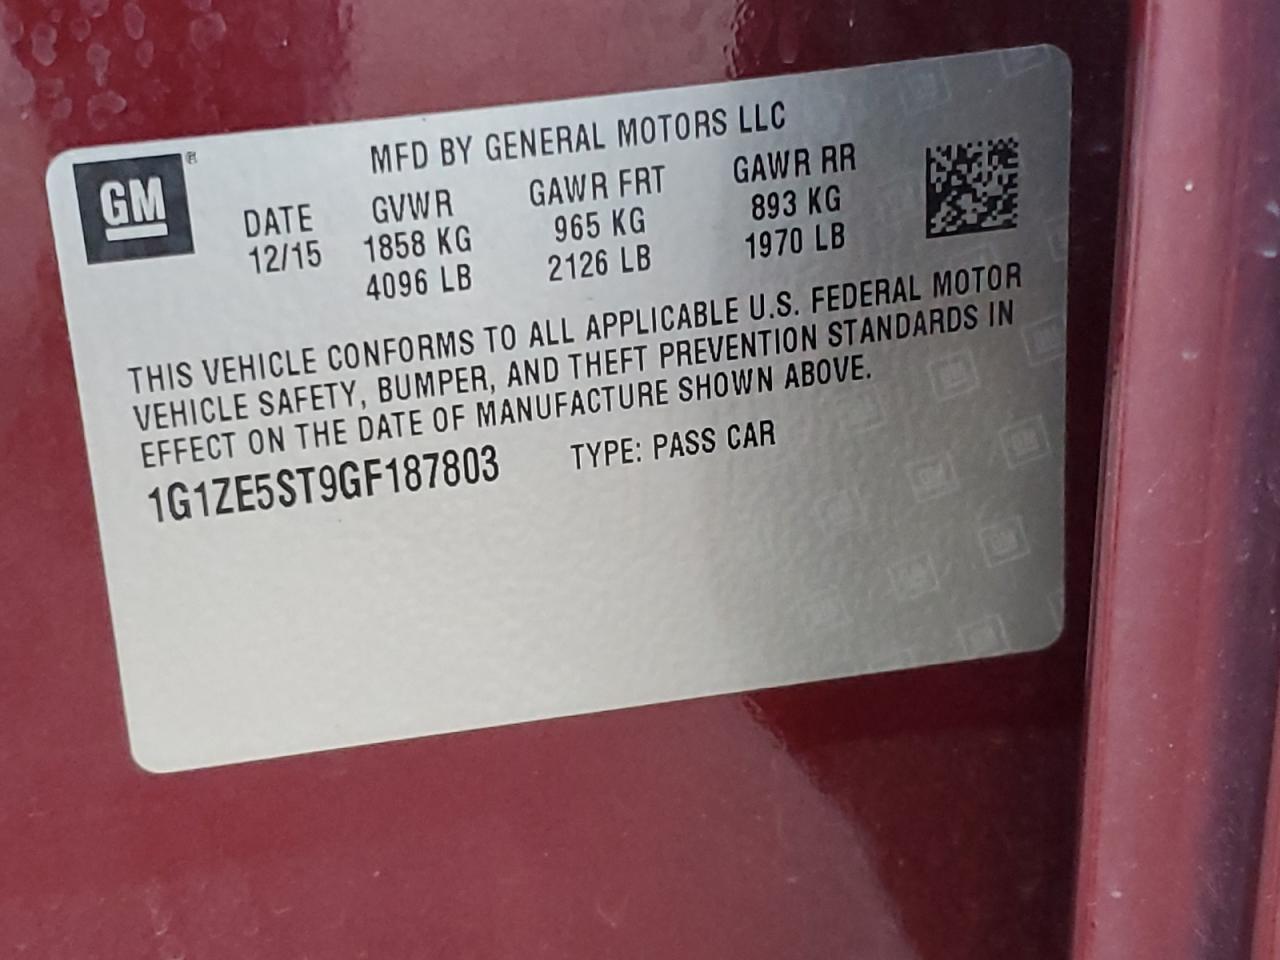 MFD BY GENERAL MOTORS LLC
GM ®
DATE GVWR GAWR FRT GAWR RR
12/15 1858 KG 965 KG 893 KG
4096 LB 2126 LB 1970 LB
THIS VEHICLE CONFORMS TO ALL APPLICABLE U.S. FEDERAL MOTOR
VEHICLE SAFETY, BUMPER, AND THEFT PREVENTION STANDARDS IN
EFFECT ON THE DATE OF MANUFACTURE SHOWN ABOVE.
1G1ZE5ST9GF187803 TYPE: PASS CAR